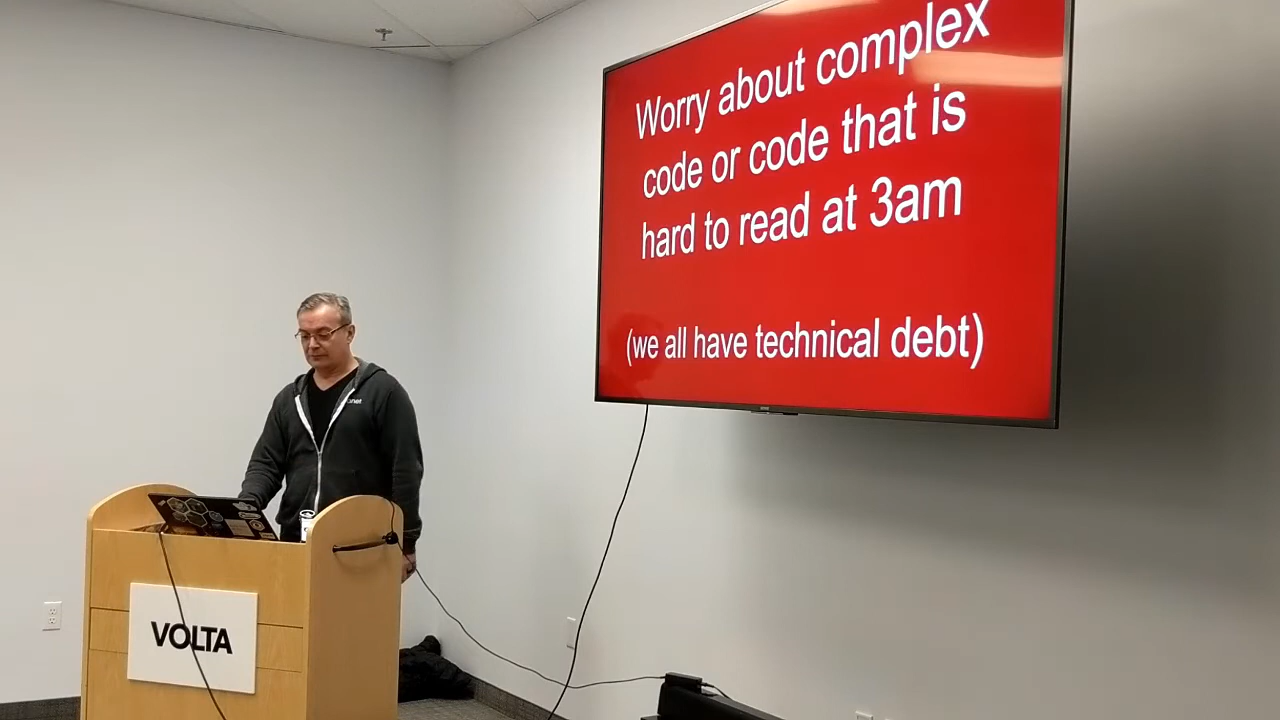 Worry about complex
code or code that is
hard to read at 3am
(we all have technical debt)
VOLTA